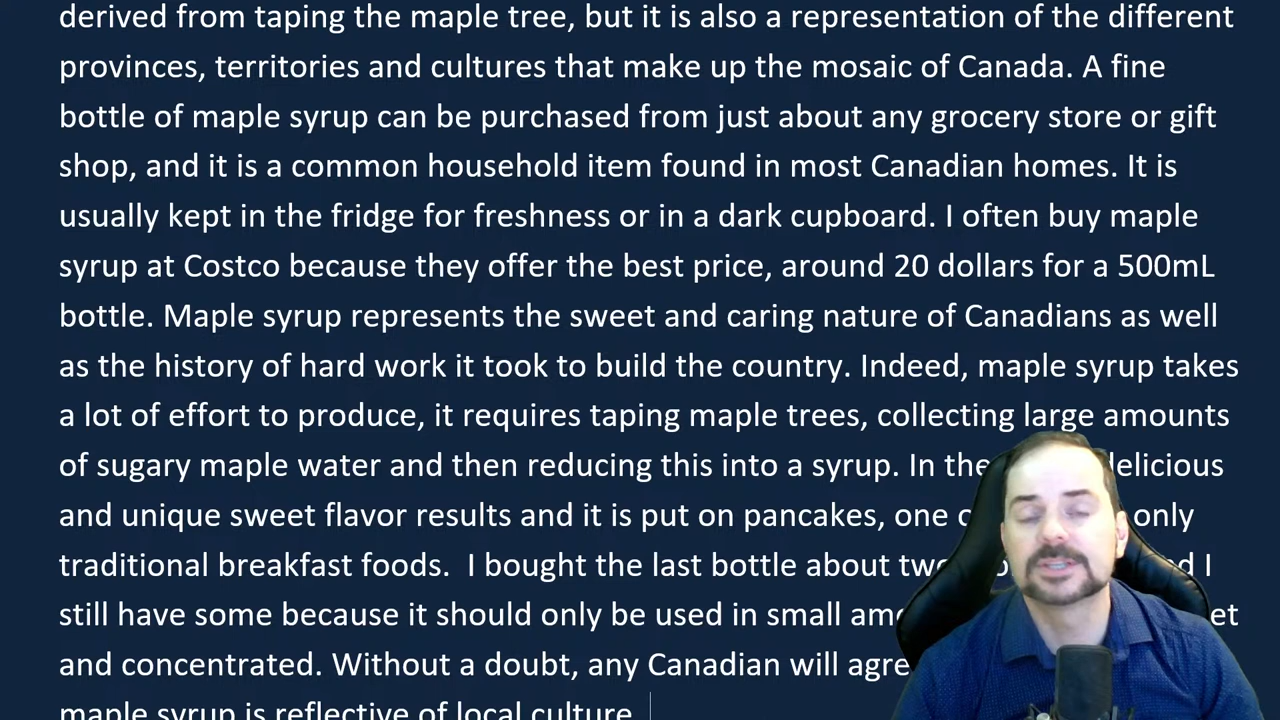 derived from taping the maple tree, but it is also a representation of the different
provinces, territories and cultures that make up the mosaic of Canada. A fine
bottle of maple syrup can be purchased from just about any grocery store or gift
shop, and it is a common household item found in most Canadian homes. It is
usually kept in the fridge for freshness or in a dark cupboard. I often buy maple
syrup at Costco because they offer the best price, around 20 dollars for a 500mL
bottle. Maple syrup represents the sweet and caring nature of Canadians as well
as the history of hard work it took to build the country. Indeed, maple syrup takes
a lot of effort to produce, it requires taping maple trees, collecting large amounts
of sugary maple water and then reducing this into a syrup. In the delicious
and unique sweet flavor results and it is put on pancakes, one only
traditional breakfast foods. I bought the last bottle about I
still have some because it should only be used in small
and concentrated. Without a doubt, any Canadian will
maple syrup is reflective of local culture.